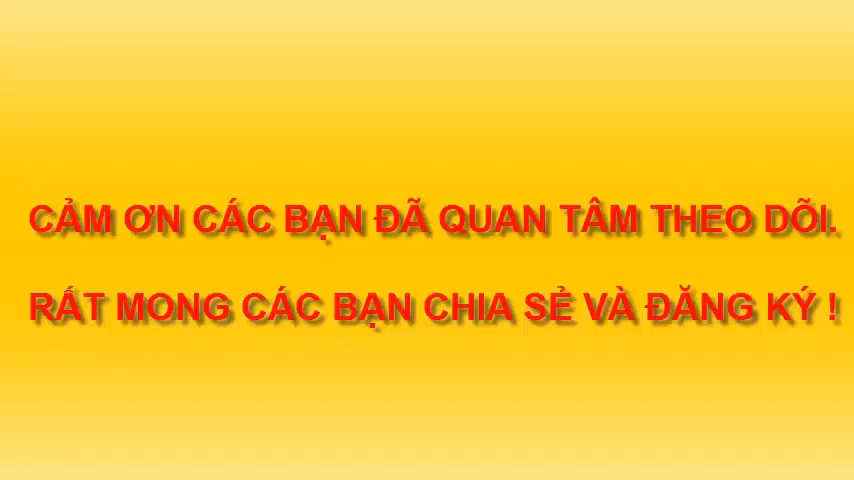 CẢM ƠN CÁC BẠN ĐÃ QUAN TÂM THEO DÕI.
RẤT MONG CÁC BẠN CHIA SẺ VÀ ĐĂNG KÝ !